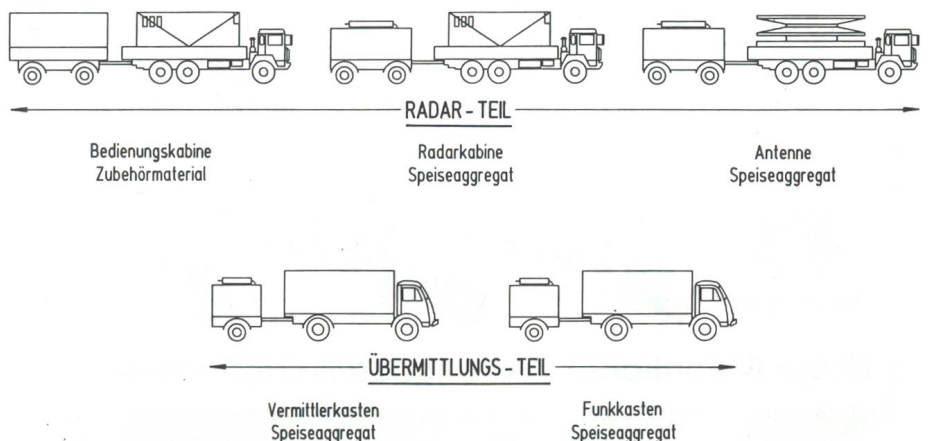 RADAR - TEIL
Bedienungskabine
Zubehörmaterial
Radarkabine
Speiseaggregat
Antenne
Speiseaggregat
ÜBERMITTLUNGS - TEIL
Vermittlerkasten
Speiseaggregat
Funkkasten
Speiseaggregat